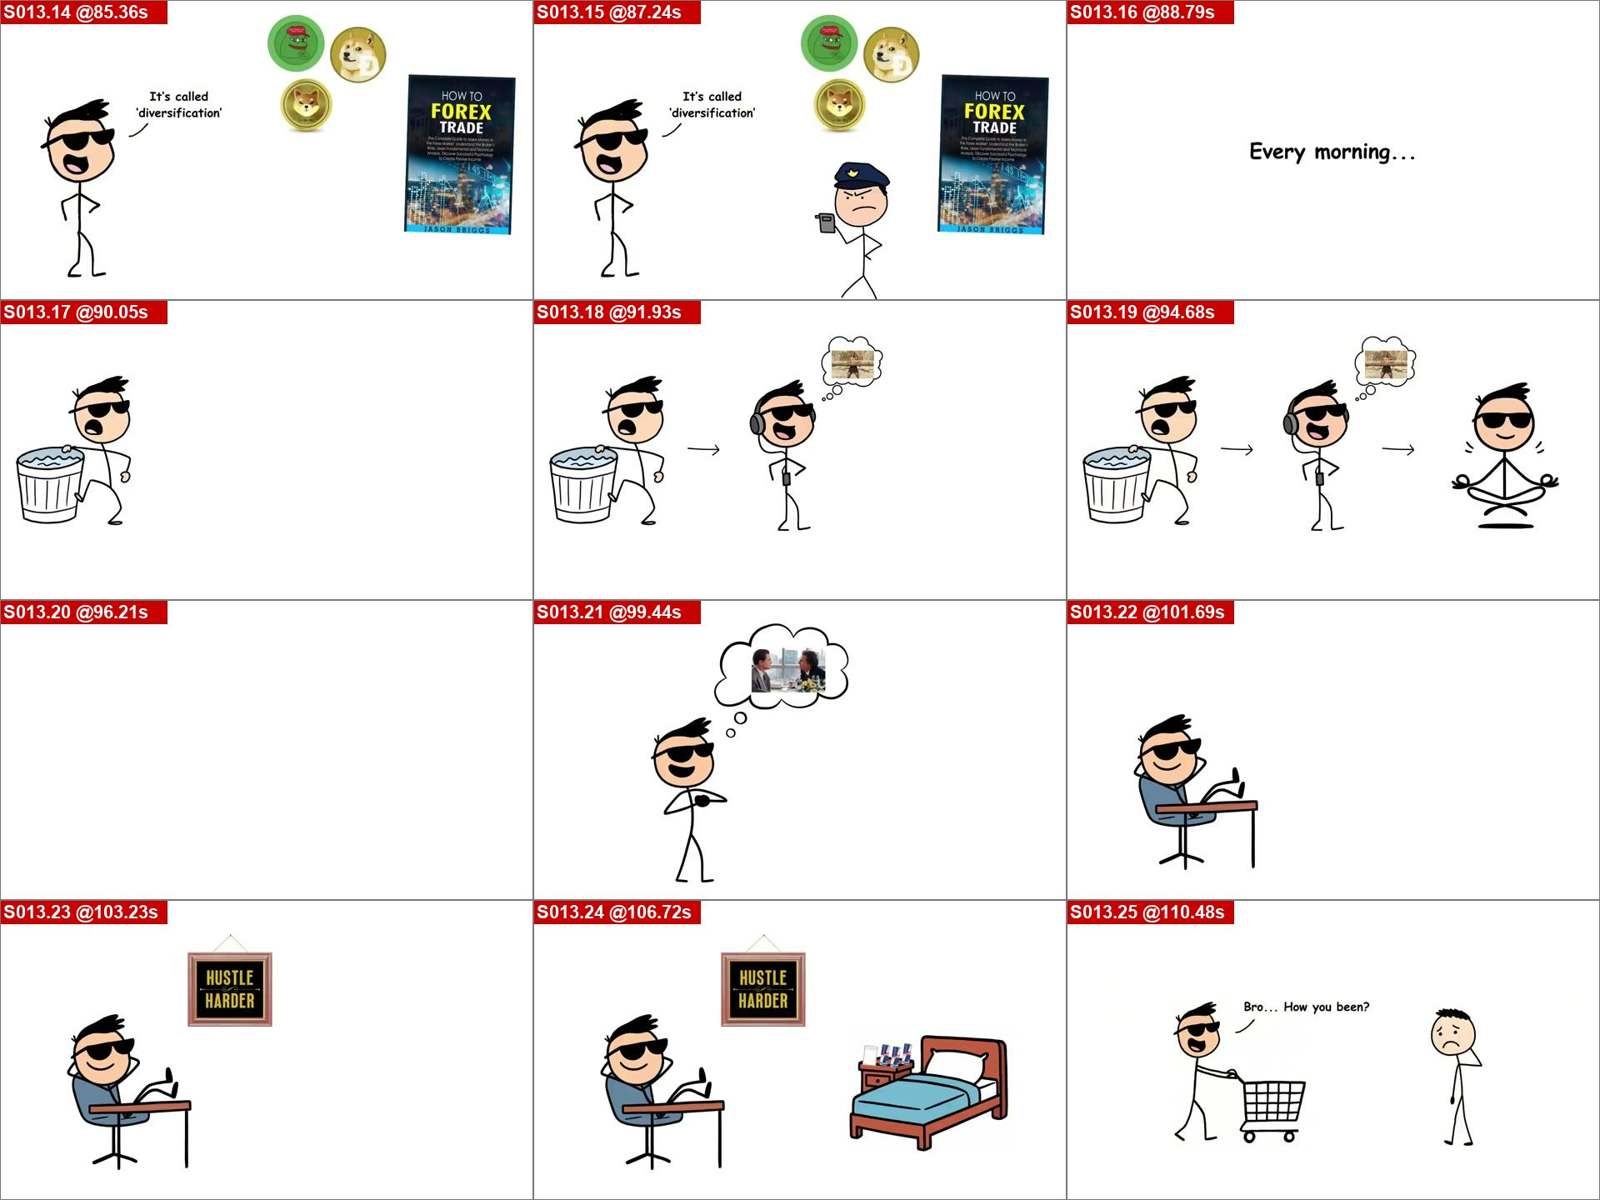 S013.14 @85.36s
It's called
'diversification'
HOW TO
FOREX
TRADE
JASON BRIGGS
S013.15 @87.24s
It's called
'diversification'
HOW TO
FOREX
TRADE
JASON BRIGGS
S013.16 @88.79s
Every morning...
S013.17 @90.05s
S013.18 @91.93s
S013.19 @94.68s
S013.20 @96.21s
S013.21 @99.44s
S013.22 @101.69s
S013.23 @103.23s
HUSTLE
HARDER
S013.24 @106.72s
HUSTLE
HARDER
S013.25 @110.48s
Bro... How you been?